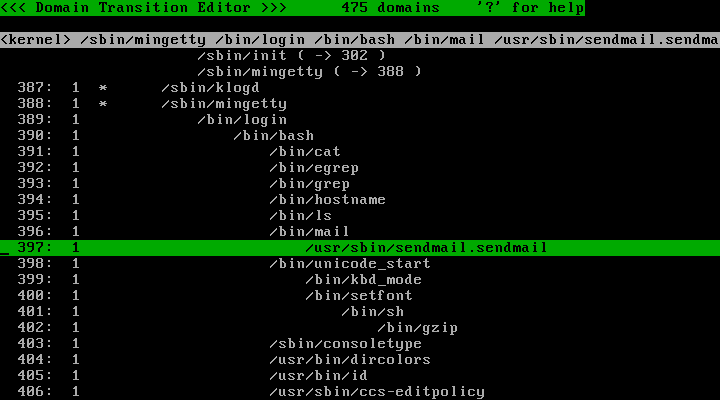 <<< Domain Transition Editor >>>      475 domains    '?' for help
<kernel> /sbin/mingetty /bin/login /bin/bash /bin/mail /usr/sbin/sendmail.sendma
/sbin/init ( -> 302 )
/sbin/mingetty ( -> 388 )
387:  1  *      /sbin/klogd
388:  1  *      /sbin/mingetty
389:  1             /bin/login
390:  1                 /bin/bash
391:  1                     /bin/cat
392:  1                     /bin/egrep
393:  1                     /bin/grep
394:  1                     /bin/hostname
395:  1                     /bin/ls
396:  1                     /bin/mail
397:  1                         /usr/sbin/sendmail.sendmail
398:  1                     /bin/unicode_start
399:  1                         /bin/kbd_mode
400:  1                         /bin/setfont
401:  1                             /bin/sh
402:  1                                 /bin/gzip
403:  1                     /sbin/consoletype
404:  1                     /usr/bin/dircolors
405:  1                     /usr/bin/id
406:  1                     /usr/sbin/ccs-editpolicy